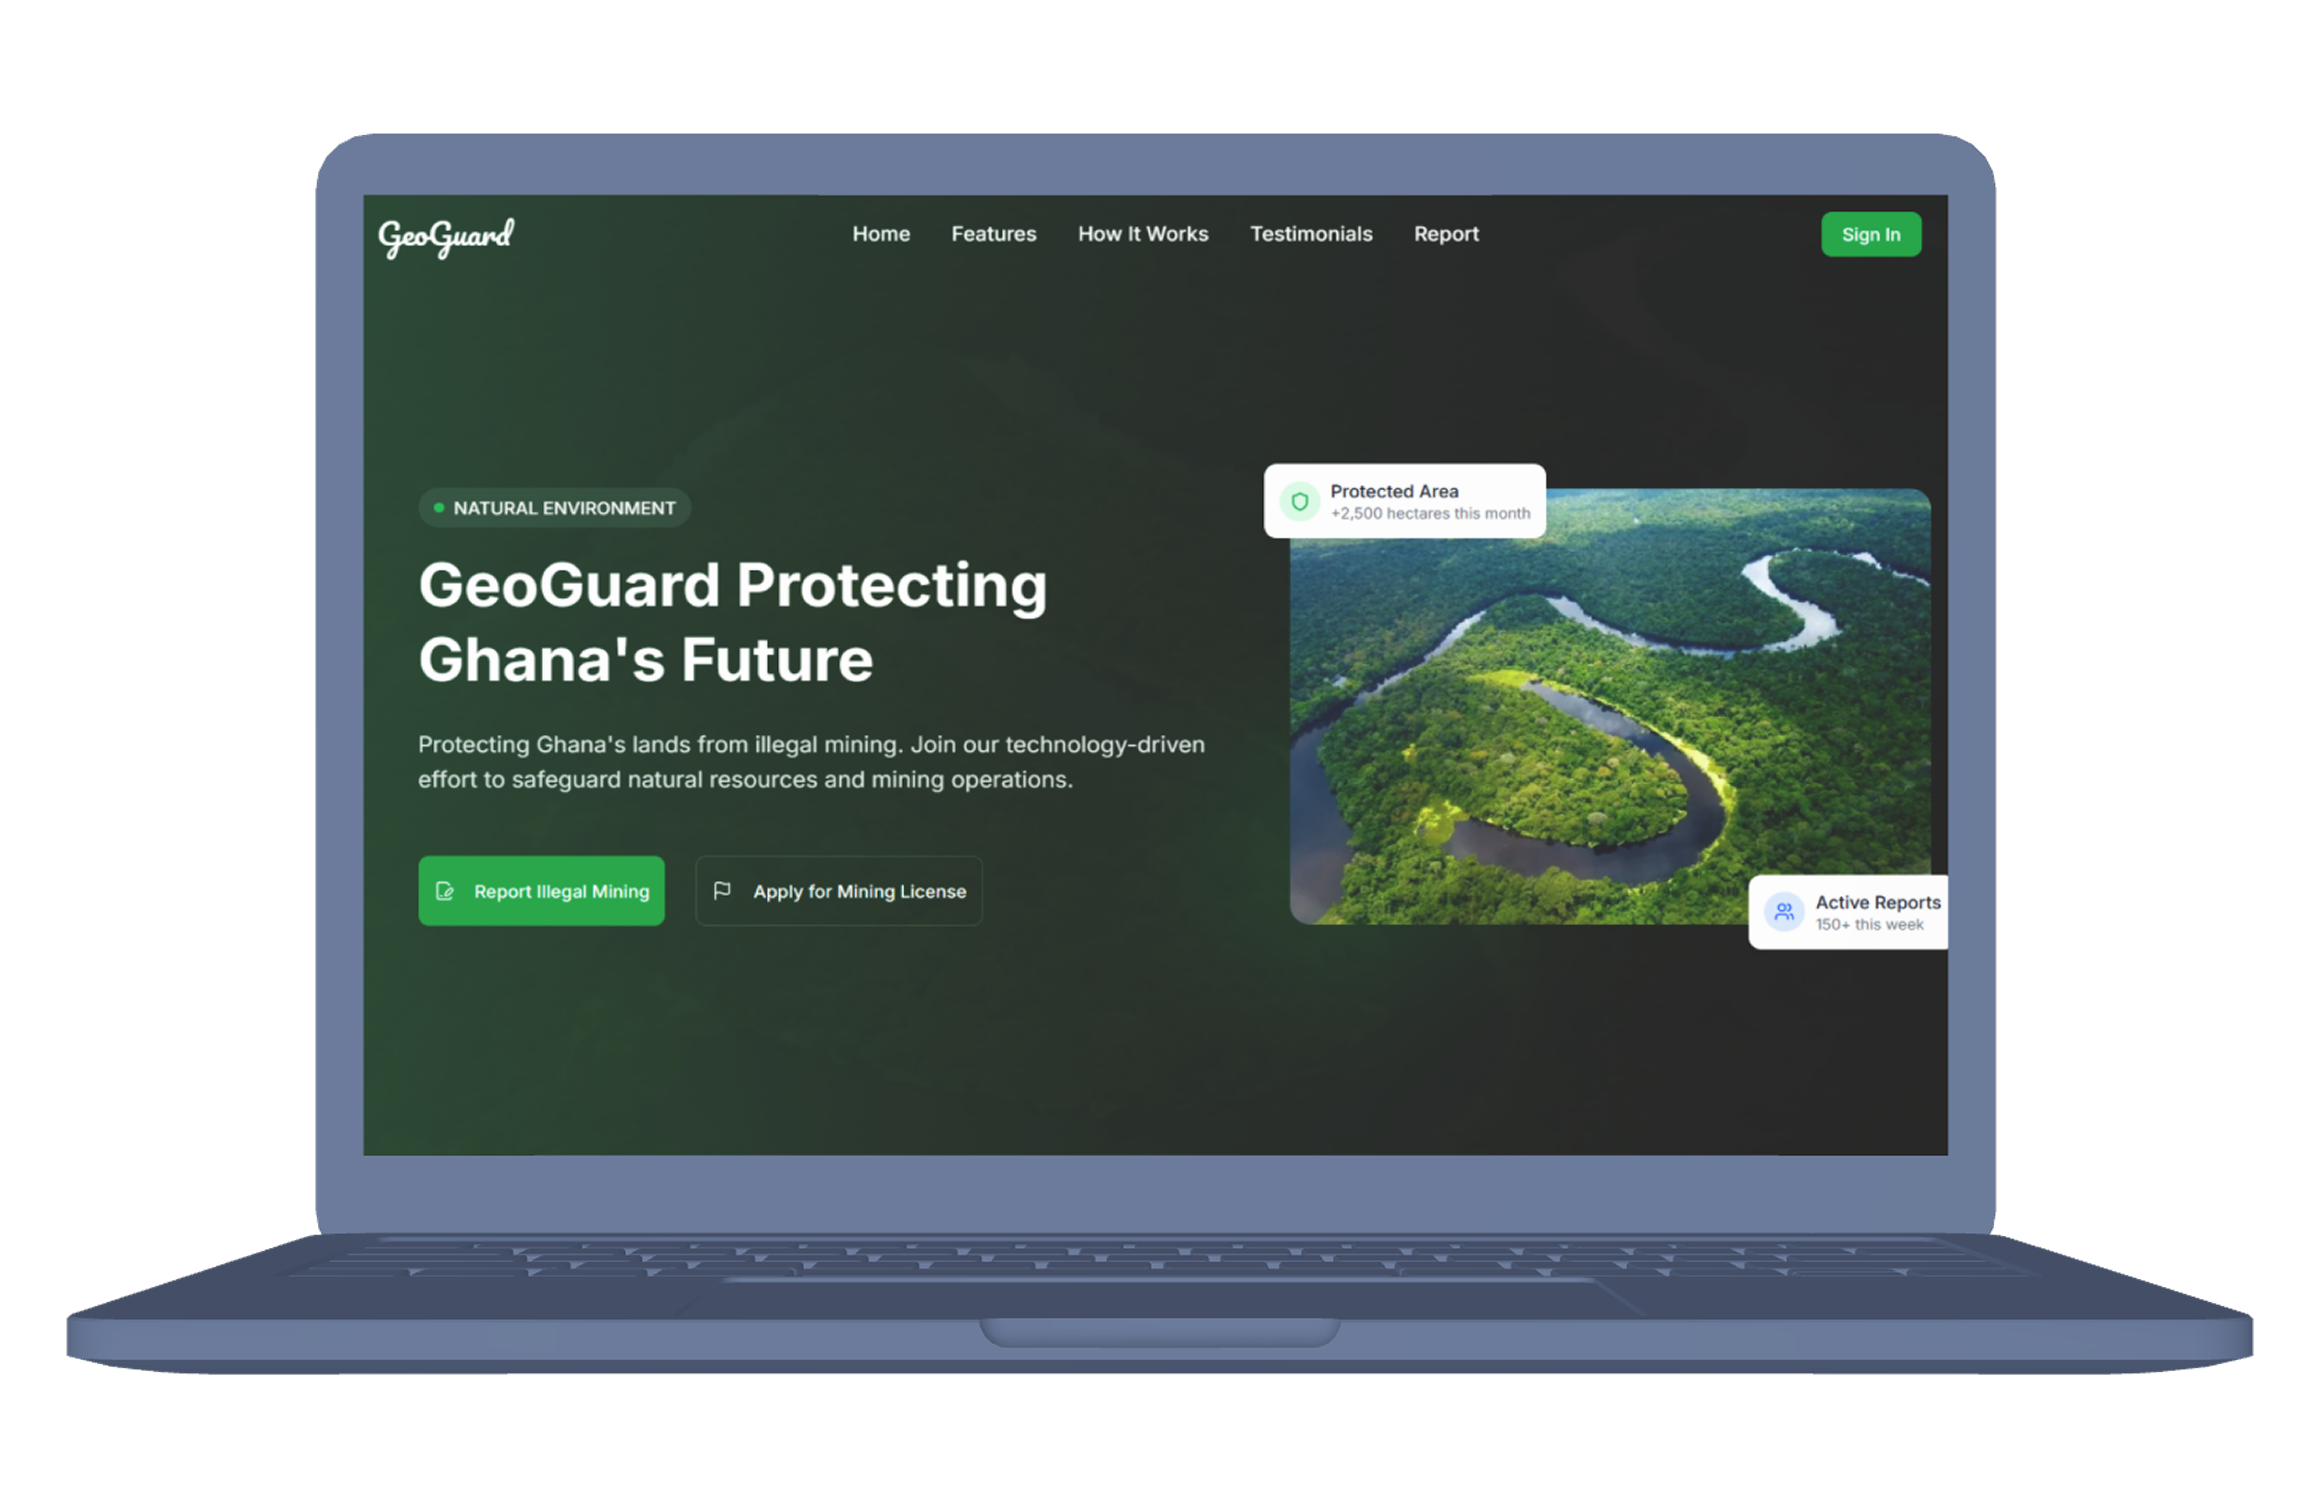 GeoGuard
Home
Features
How It Works
Testimonials
Report
Sign In
NATURAL ENVIRONMENT
GeoGuard Protecting
Ghana's Future
Protecting Ghana's lands from illegal mining. Join our technology-driven
effort to safeguard natural resources and mining operations.
Report Illegal Mining
Apply for Mining License
Protected Area
+2,500 hectares this month
Active Reports
150+ this week